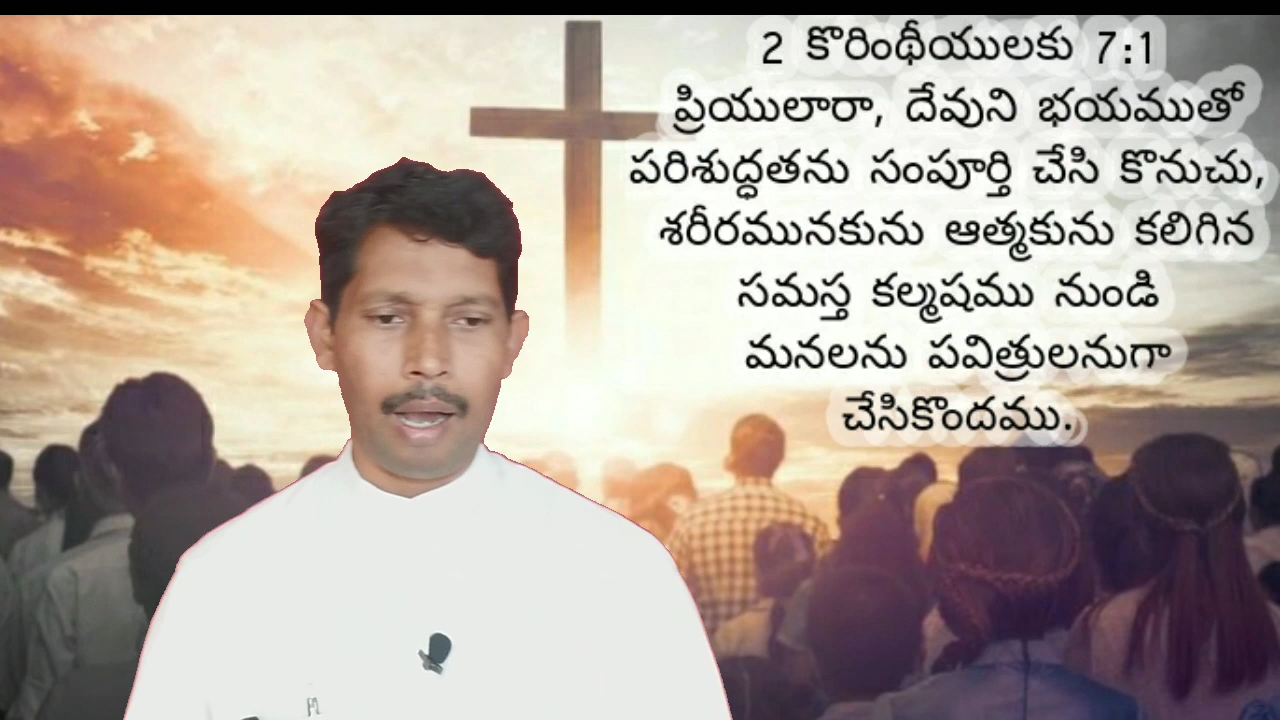 2 కొరింథీయులకు 7:1
ప్రియులారా, దేవుని భయముతో
పరిశుద్ధతను సంపూర్తి చేసి కొనుచు,
శరీరమునకును ఆత్మకును కలిగిన
సమస్త కల్మషము నుండి
మనలను పవిత్రులనుగా
చేసికొందము.